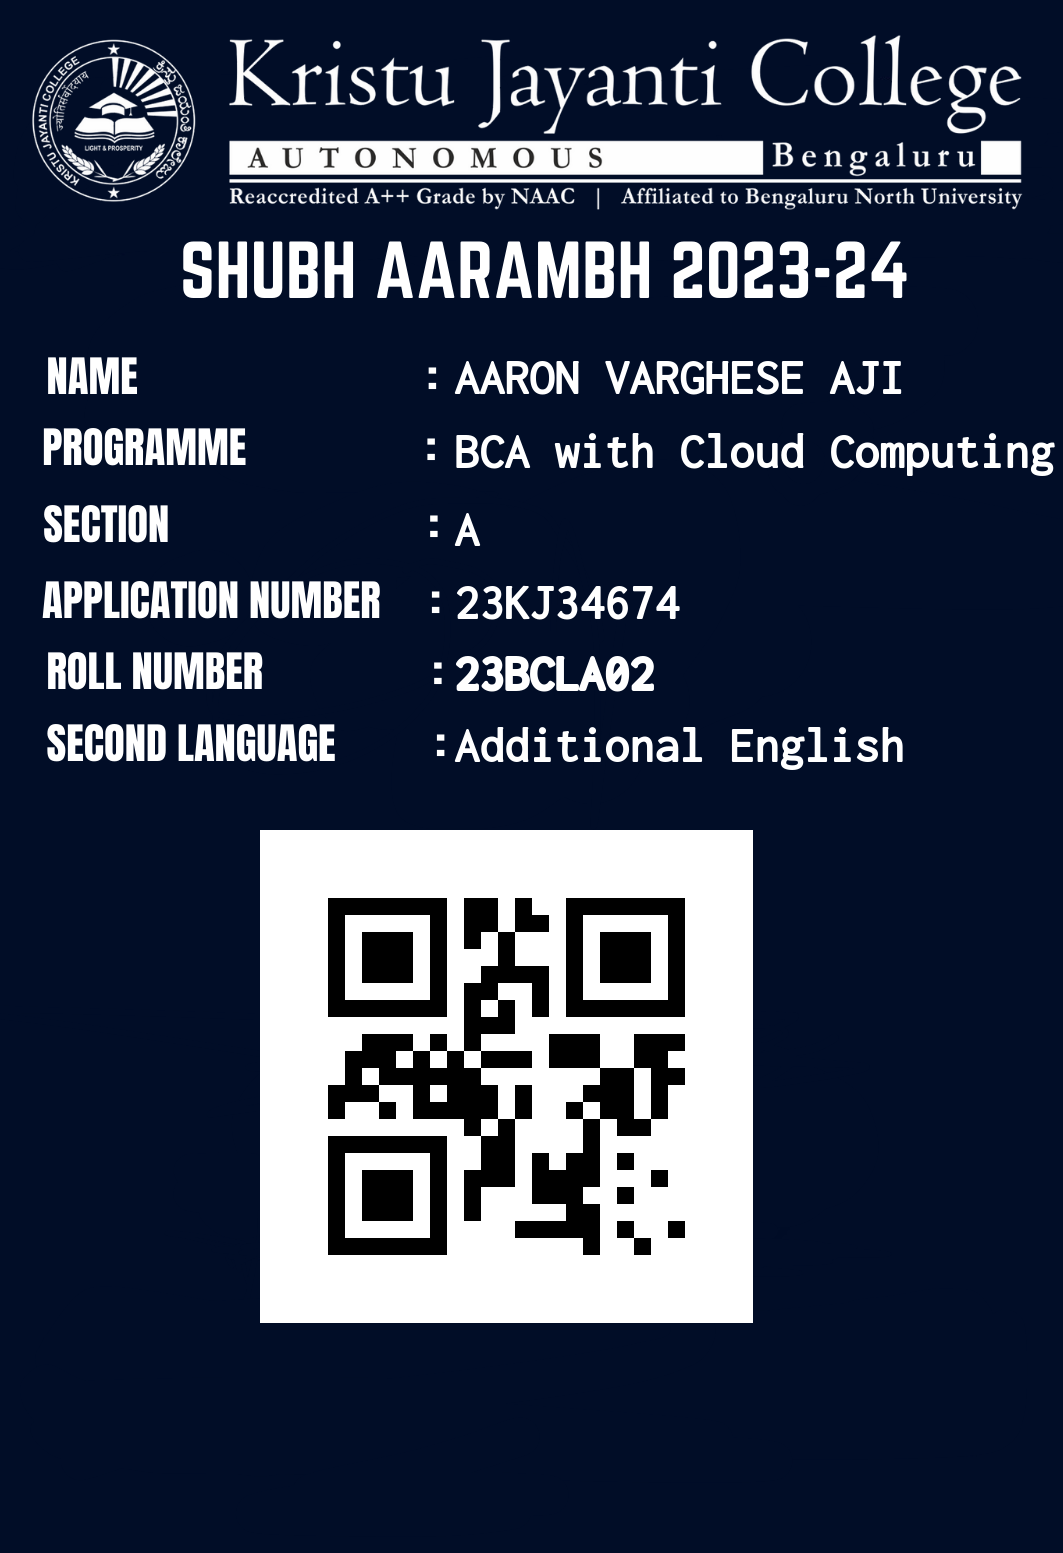 Kristu Jayanti College
AUTONOMOUS Bengaluru
Reaccredited A++ Grade by NAAC | Affiliated to Bengaluru North University
KRISTU JAYANTI COLLEGE
LIGHT & PROSPERITY
SHUBH AARAMBH 2023-24
NAME : AARON VARGHESE AJI
PROGRAMME : BCA with Cloud Computing
SECTION : A
APPLICATION NUMBER : 23KJ34674
ROLL NUMBER : 23BCLA02
SECOND LANGUAGE : Additional English